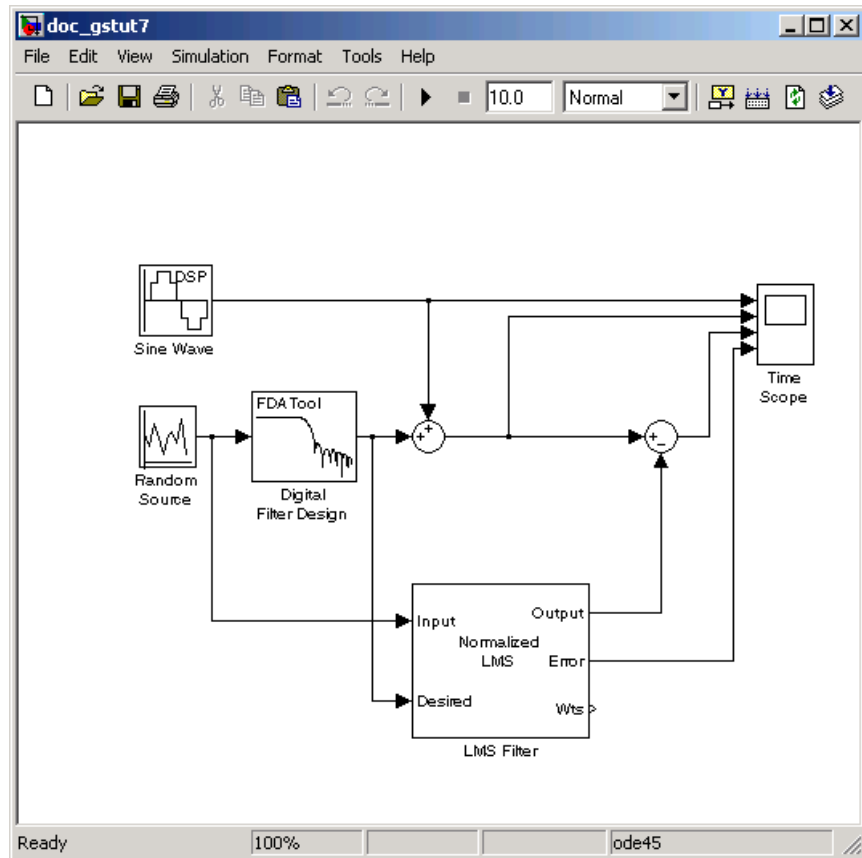 doc_gstut7
File Edit View Simulation Format Tools Help
10.0 Normal
DSP
Sine Wave
Time
Scope
FDATool
Random
Source
Digital
Filter Design
Input
Output
Normalized
LMS
Error
Desired
Wts
LMS Filter
Ready 100% ode45